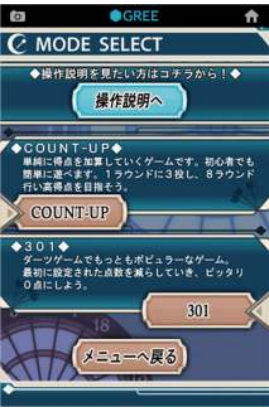 GREE
MODE SELECT
◆操作説明を見たい方はコチラから！◆
操作説明へ
◆COUNT-UP◆
単純に得点を加算していくゲームです。初心者でも
簡単に遊べます。1ラウンドに3投し、8ラウンド
行い高得点を目指そう。
COUNT-UP
◆301◆
ダーツゲームでもっともポピュラーなゲーム。
最初に設定された点数を減らしていき、ピッタリ
0点にしよう。
301
18
メニューへ戻る